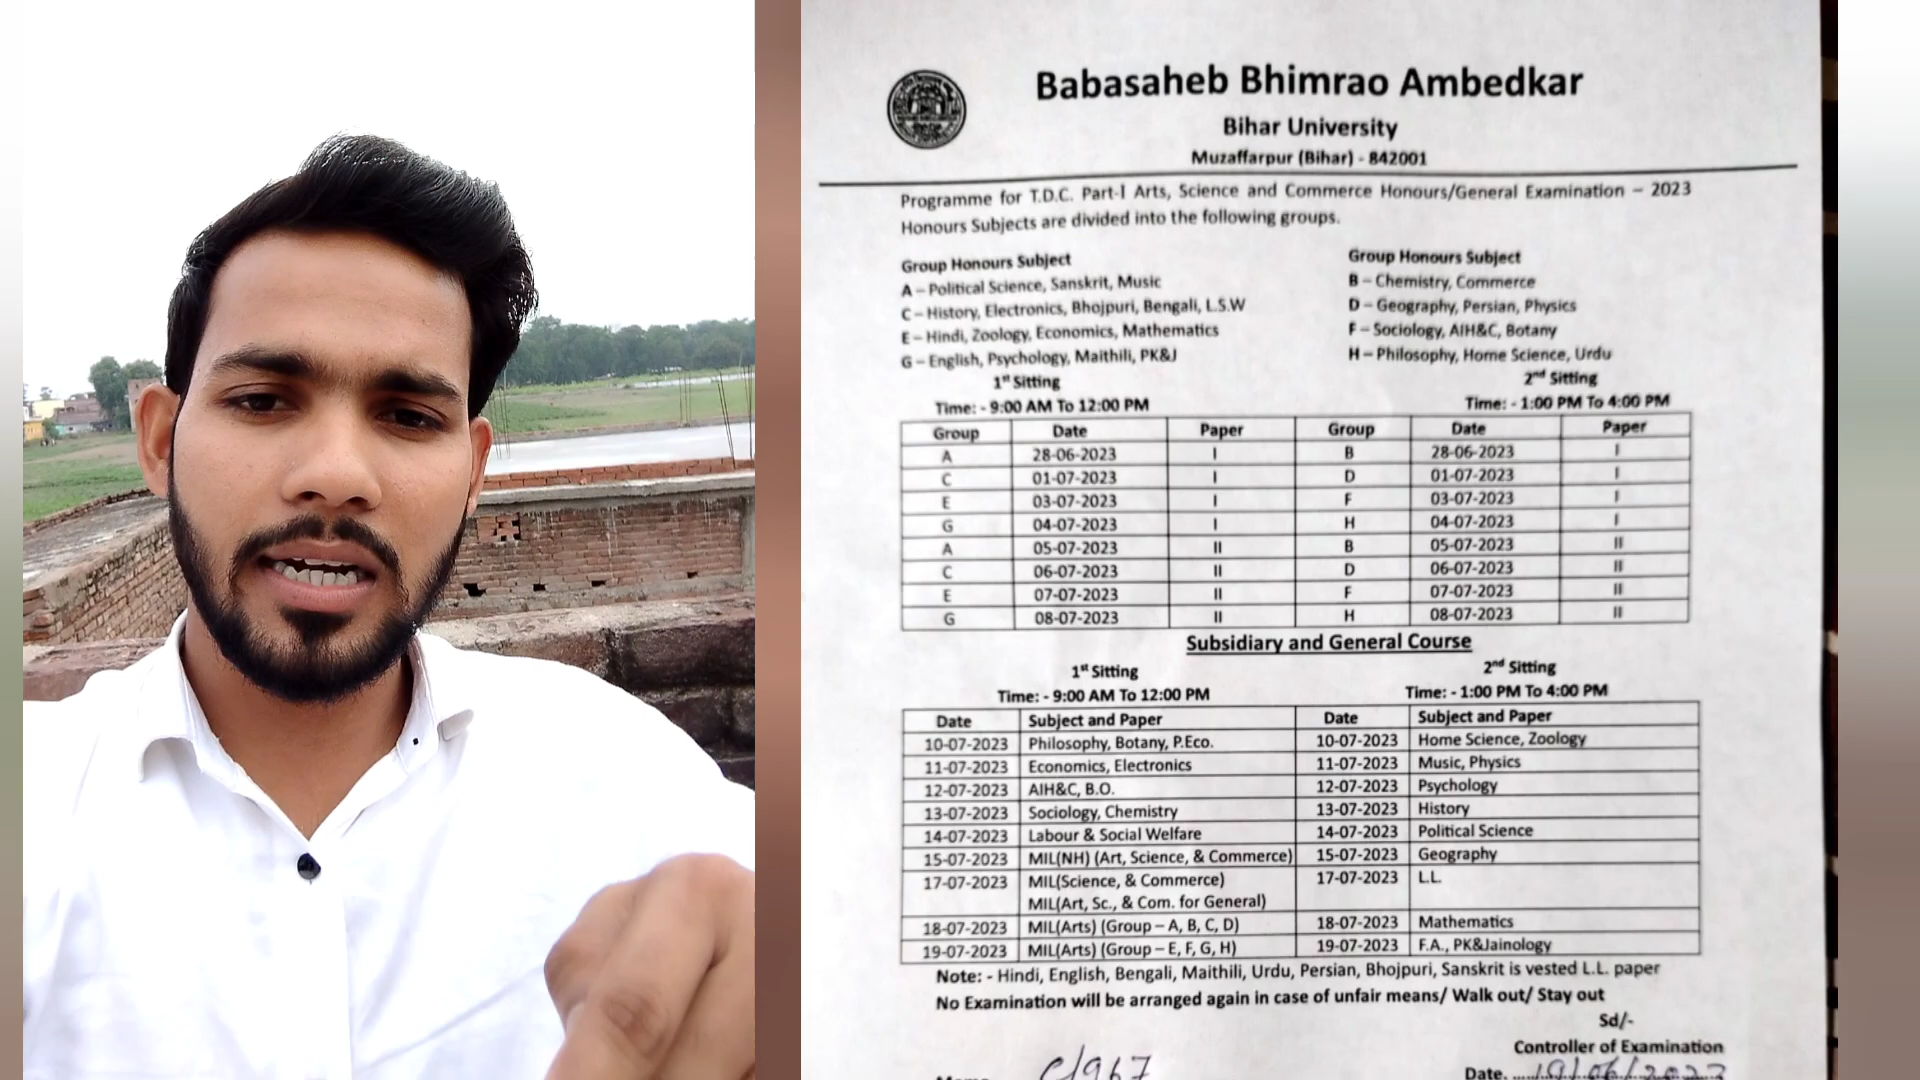 Babasaheb Bhimrao Ambedkar
Bihar University
Muzaffarpur (Bihar) - 842001
Programme for T.D.C. Part-I Arts, Science and Commerce Honours/General Examination – 2023
Honours Subjects are divided into the following groups.
Group Honours Subject Group Honours Subject
A – Political Science, Sanskrit, Music B – Chemistry, Commerce
C – History, Electronics, Bhojpuri, Bengali, L.S.W D – Geography, Persian, Physics
E – Hindi, Zoology, Economics, Mathematics F – Sociology, AIH&C, Botany
G – English, Psychology, Maithili, PK&J H – Philosophy, Home Science, Urdu
1st Sitting 2nd Sitting
Time: - 9:00 AM To 12:00 PM Time: - 1:00 PM To 4:00 PM
Group Date Paper Group Date Paper
A 28-06-2023 I B 28-06-2023 I
C 01-07-2023 I D 01-07-2023 I
E 03-07-2023 I F 03-07-2023 I
G 04-07-2023 I H 04-07-2023 I
A 05-07-2023 II B 05-07-2023 II
C 06-07-2023 II D 06-07-2023 II
E 07-07-2023 II F 07-07-2023 II
G 08-07-2023 II H 08-07-2023 II
Subsidiary and General Course
1st Sitting 2nd Sitting
Time: - 9:00 AM To 12:00 PM Time: - 1:00 PM To 4:00 PM
Date Subject and Paper Date Subject and Paper
10-07-2023 Philosophy, Botany, P.Eco. 10-07-2023 Home Science, Zoology
11-07-2023 Economics, Electronics 11-07-2023 Music, Physics
12-07-2023 AIH&C, B.O. 12-07-2023 Psychology
13-07-2023 Sociology, Chemistry 13-07-2023 History
14-07-2023 Labour & Social Welfare 14-07-2023 Political Science
15-07-2023 MIL(NH) (Art, Science, & Commerce) 15-07-2023 Geography
17-07-2023 MIL(Science, & Commerce) 17-07-2023 L.L.
MIL(Art, Sc., & Com. for General)
18-07-2023 MIL(Arts) (Group – A, B, C, D) 18-07-2023 Mathematics
19-07-2023 MIL(Arts) (Group – E, F, G, H) 19-07-2023 F.A., PK&Jainology
Note: - Hindi, English, Bengali, Maithili, Urdu, Persian, Bhojpuri, Sanskrit is vested L.L. paper
No Examination will be arranged again in case of unfair means/ Walk out/ Stay out
Sd/-
Controller of Examination
C/967 Date.